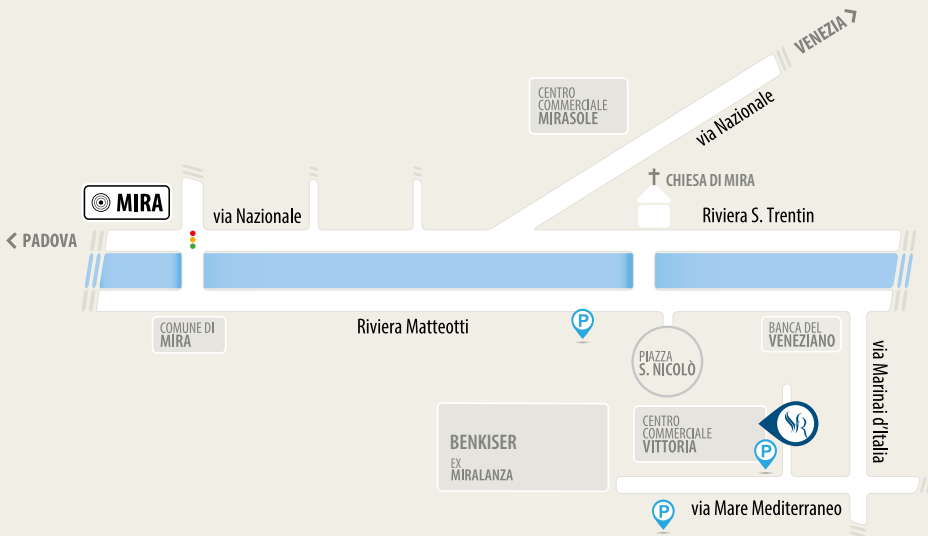 VENEZIA
CENTRO
COMMERCIALE
MIRASOLE
via Nazionale
CHIESA DI MIRA
MIRA
via Nazionale
Riviera S. Trentin
PADOVA
COMUNE DI
MIRA
Riviera Matteotti
P
BANCA DEL
VENEZIANO
PIAZZA
S. NICOLÒ
via Marinai d'Italia
BENKISER
EX
MIRALANZA
CENTRO
COMMERCIALE
VITTORIA
P
via Mare Mediterraneo
P